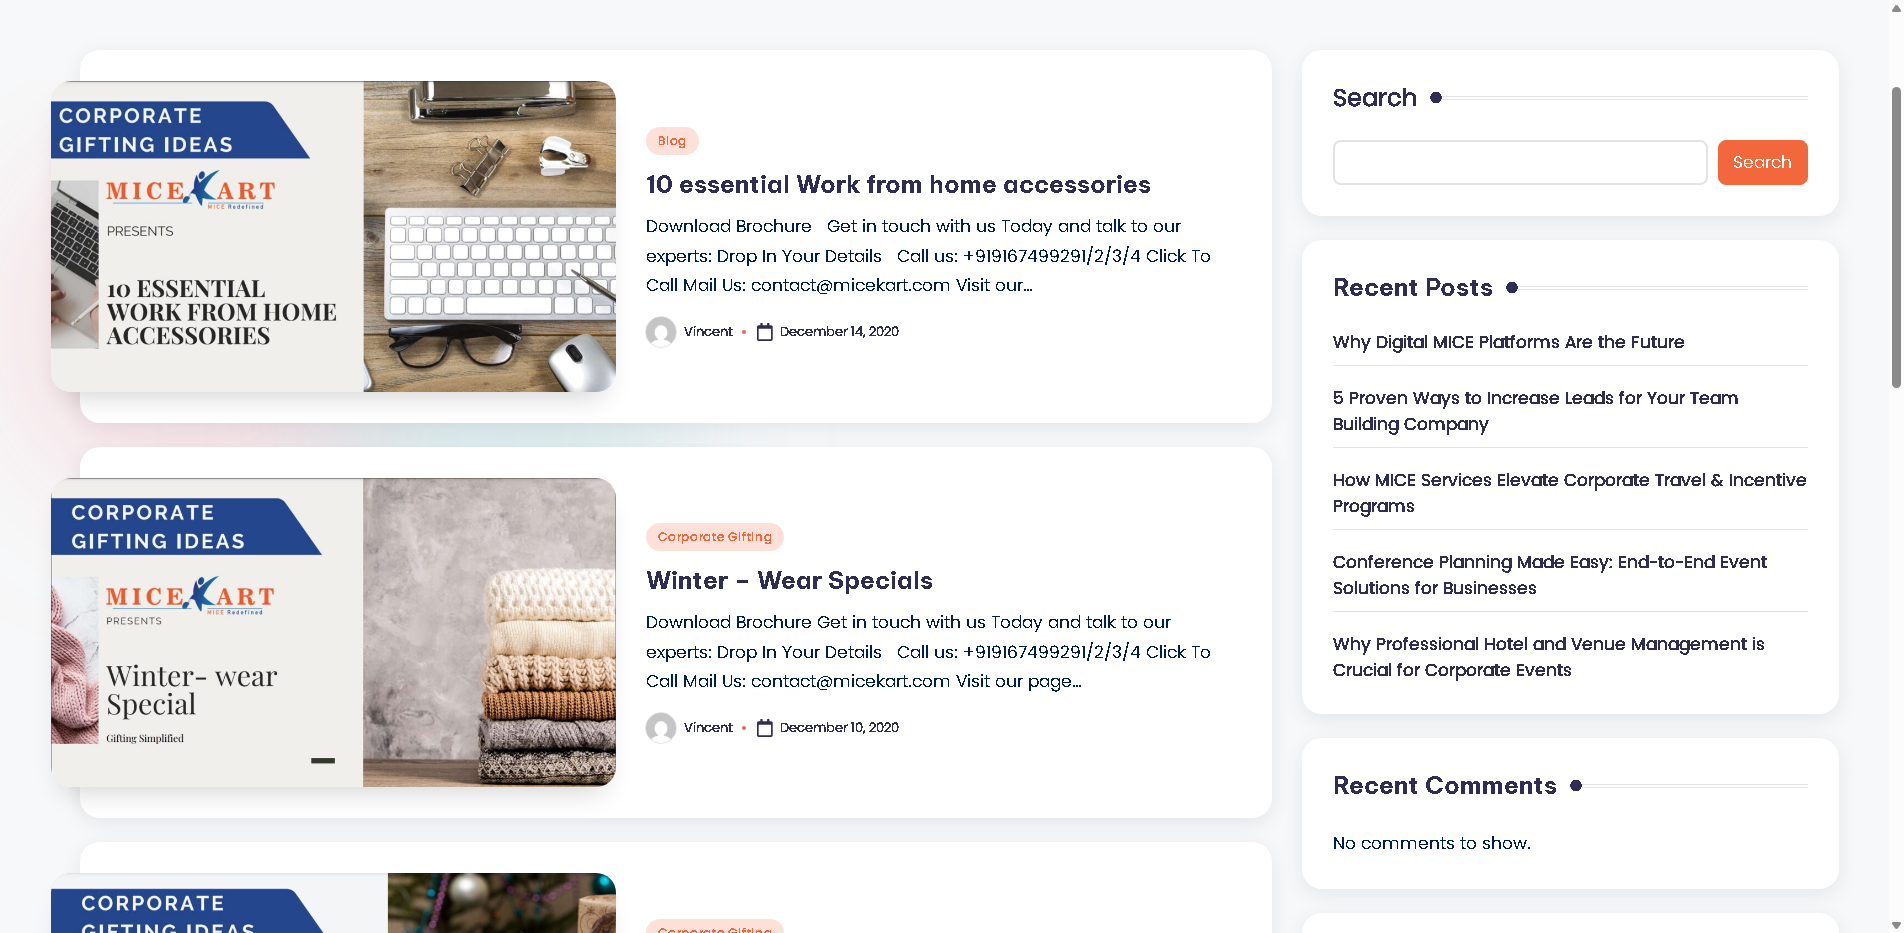 CORPORATE
GIFTING IDEAS
MICEKART
MICE Redefined
PRESENTS
10 ESSENTIAL
WORK FROM HOME
ACCESSORIES
Blog
10 essential Work from home accessories
Download Brochure   Get in touch with us Today and talk to our
experts: Drop In Your Details   Call us: +919167499291/2/3/4 Click To
Call Mail Us: contact@micekart.com Visit our...
Vincent • December 14, 2020
CORPORATE
GIFTING IDEAS
MICEKART
MICE Redefined
PRESENTS
Winter- wear
Special
Gifting Simplified
Corporate Gifting
Winter – Wear Specials
Download Brochure Get in touch with us Today and talk to our
experts: Drop In Your Details   Call us: +919167499291/2/3/4 Click To
Call Mail Us: contact@micekart.com Visit our page...
Vincent • December 10, 2020
CORPORATE
GIFTING IDEAS
Corporate Gifting
Search
Search
Recent Posts
Why Digital MICE Platforms Are the Future
5 Proven Ways to Increase Leads for Your Team
Building Company
How MICE Services Elevate Corporate Travel & Incentive
Programs
Conference Planning Made Easy: End-to-End Event
Solutions for Businesses
Why Professional Hotel and Venue Management is
Crucial for Corporate Events
Recent Comments
No comments to show.